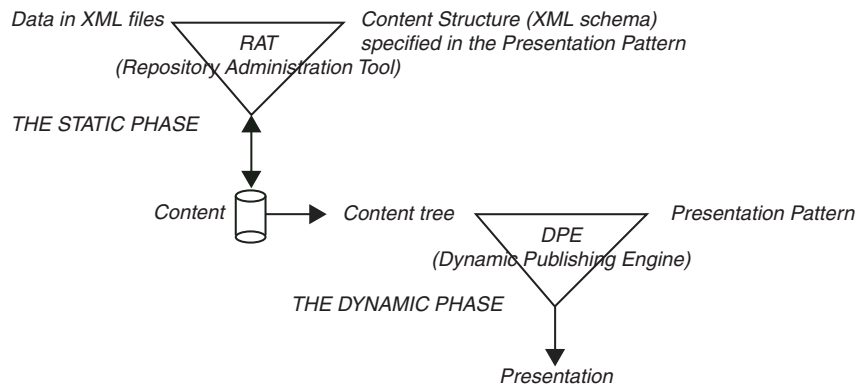 Data in XML files
Content Structure (XML schema)
specified in the Presentation Pattern
RAT
(Repository Administration Tool)
THE STATIC PHASE
Content
Content tree
Presentation Pattern
DPE
(Dynamic Publishing Engine)
THE DYNAMIC PHASE
Presentation